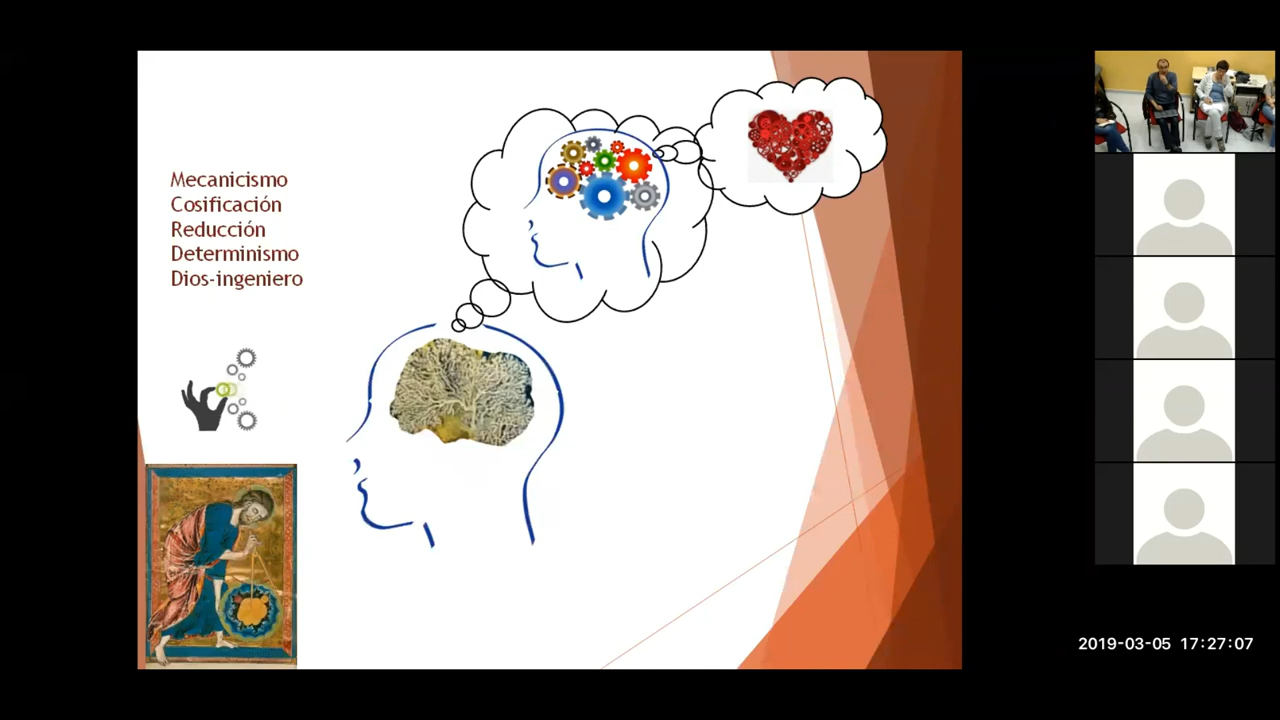 Mecanicismo
Cosificación
Reducción
Determinismo
Dios-ingeniero
2019-03-05 17:27:07